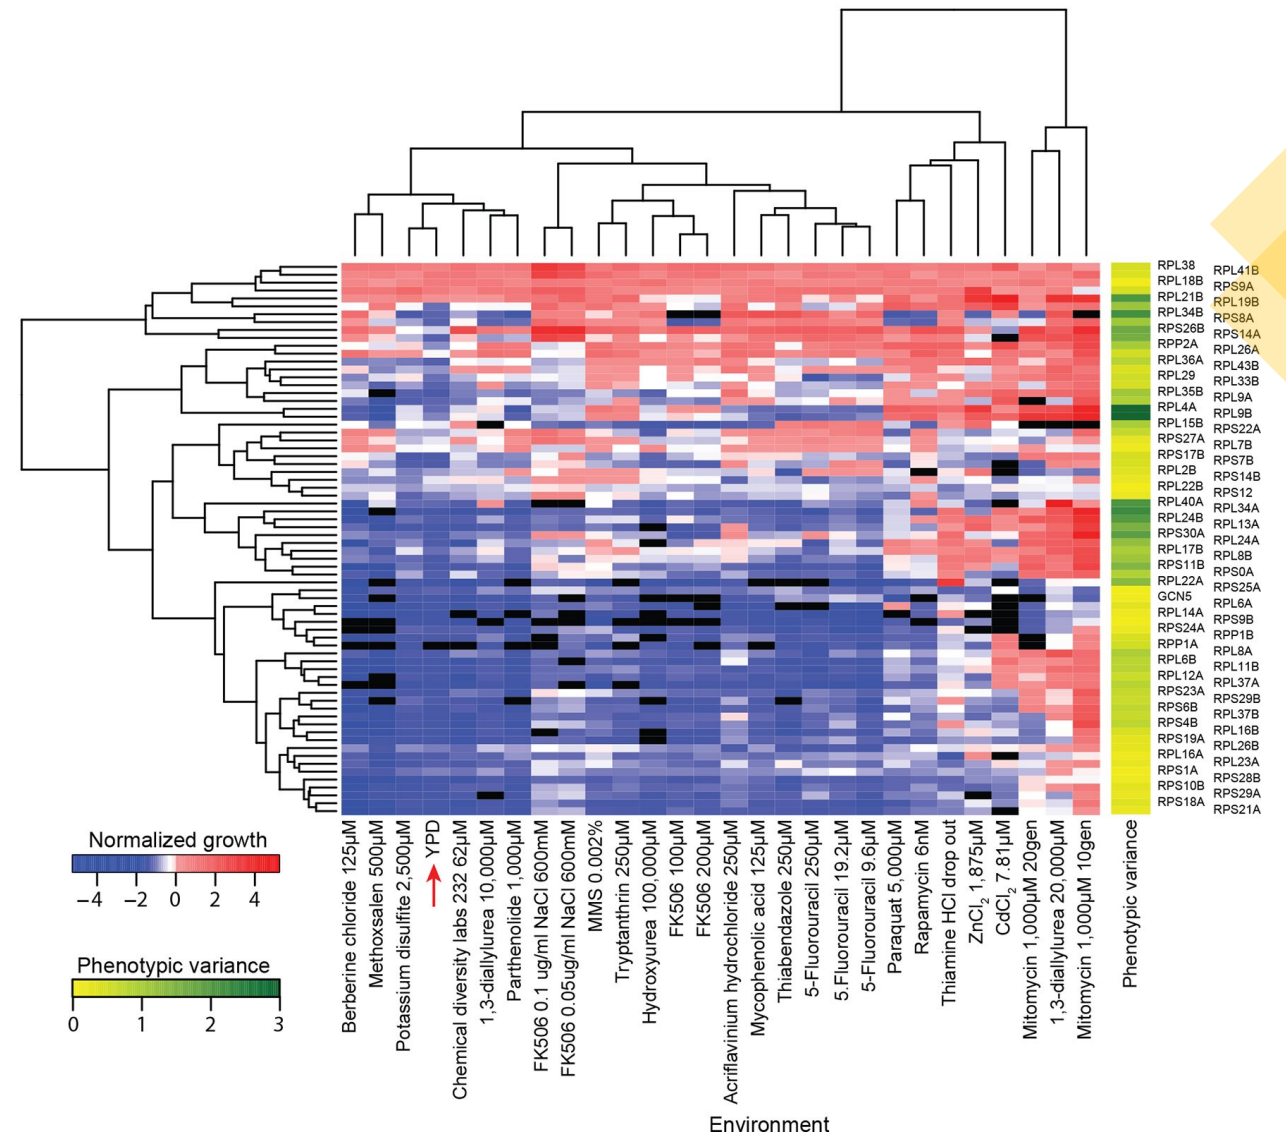 RPL38
RPL41B
RPL18B
RPS9A
RPL21B
RPL19B
RPL34B
RPS8A
RPS26B
RPS14A
RPP2A
RPL26A
RPL36A
RPL43B
RPL29
RPL33B
RPL35B
RPL9A
RPL4A
RPL9B
RPL15B
RPS22A
RPS27A
RPL7B
RPS17B
RPS7B
RPL2B
RPS14B
RPL22B
RPS12
RPL40A
RPL34A
RPL24B
RPL13A
RPS30A
RPL24A
RPL17B
RPL8B
RPS11B
RPS0A
RPL22A
RPS25A
GCN5
RPL6A
RPL14A
RPS9B
RPS24A
RPP1B
RPP1A
RPL8A
RPL6B
RPL11B
RPL12A
RPL37A
RPS23A
RPS29B
RPS6B
RPL37B
RPS4B
RPL16B
RPS19A
RPL26B
RPL16A
RPL23A
RPS1A
RPS28B
RPS10B
RPS29A
RPS18A
RPS21A
Normalized growth
−4 −2 0 2 4
Phenotypic variance
0 1 2 3
Berberine chloride 125µM
Methoxsalen 500µM
Potassium disulfite 2,500µM
YPD
Chemical diversity labs 232 62µM
1,3-diallylurea 10,000µM
Parthenolide 1,000µM
FK506 0.1 ug/ml NaCl 600mM
FK506 0.05ug/ml NaCl 600mM
MMS 0.002%
Tryptanthrin 250µM
Hydroxyurea 100,000µM
FK506 100µM
FK506 200µM
Acriflavinium hydrochloride 250µM
Mycophenolic acid 125µM
Thiabendazole 250µM
5-Fluorouracil 250µM
5.Fluorouracil 19.2µM
5-Fluorouracil 9.6µM
Paraquat 5,000µM
Rapamycin 6nM
Thiamine HCl drop out
ZnCl₂ 1,875µM
CdCl₂ 7.81µM
Mitomycin 1,000µM 20gen
1,3-diallylurea 20,000µM
Mitomycin 1,000µM 10gen
Phenotypic variance
Environment